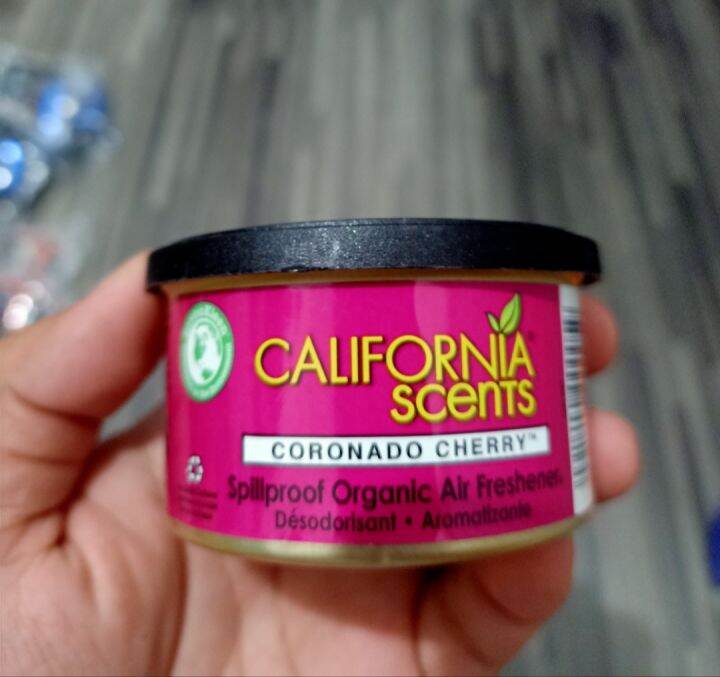 CALIFORNIA
scents
CORONADO CHERRY™
Spillproof Organic Air Freshener
Désodorisant • Aromatizante